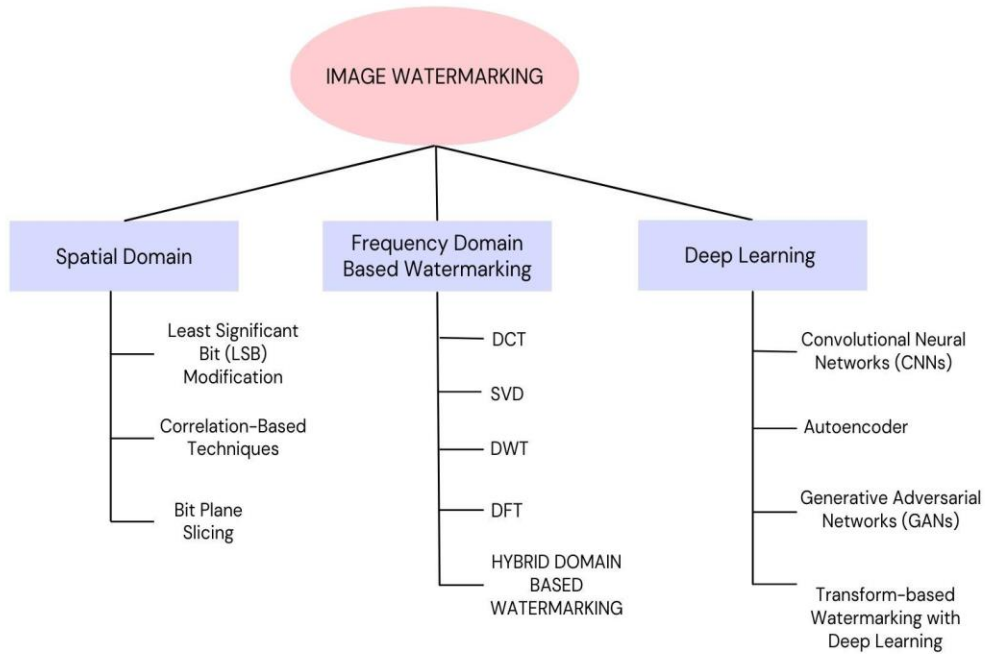 IMAGE WATERMARKING
Spatial Domain
Least Significant
Bit (LSB)
Modification
Correlation-Based
Techniques
Bit Plane
Slicing
Frequency Domain
Based Watermarking
DCT
SVD
DWT
DFT
HYBRID DOMAIN
BASED
WATERMARKING
Deep Learning
Convolutional Neural
Networks (CNNs)
Autoencoder
Generative Adversarial
Networks (GANs)
Transform-based
Watermarking with
Deep Learning